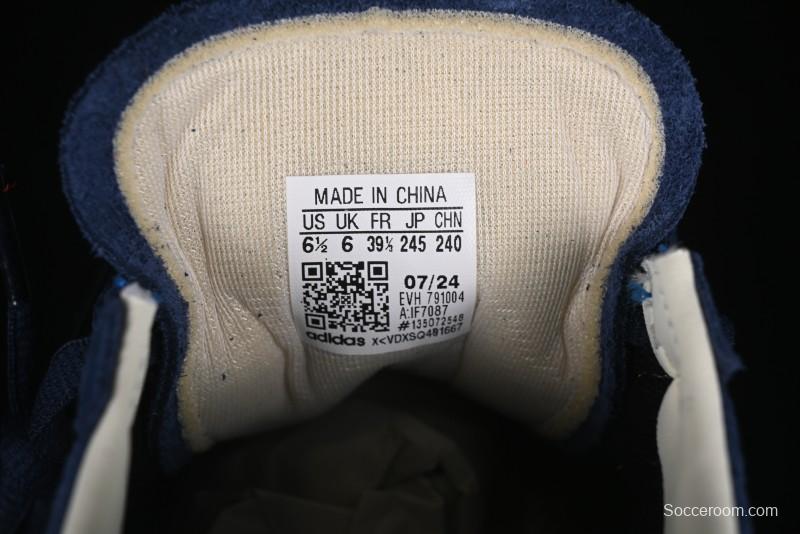 MADE IN CHINA
US UK FR JP CHN
6½ 6 39⅓ 245 240
07/24
EVH 791004
A:IF7087
#135072548
adidas X<VDXSQ481667
Socceroom.com